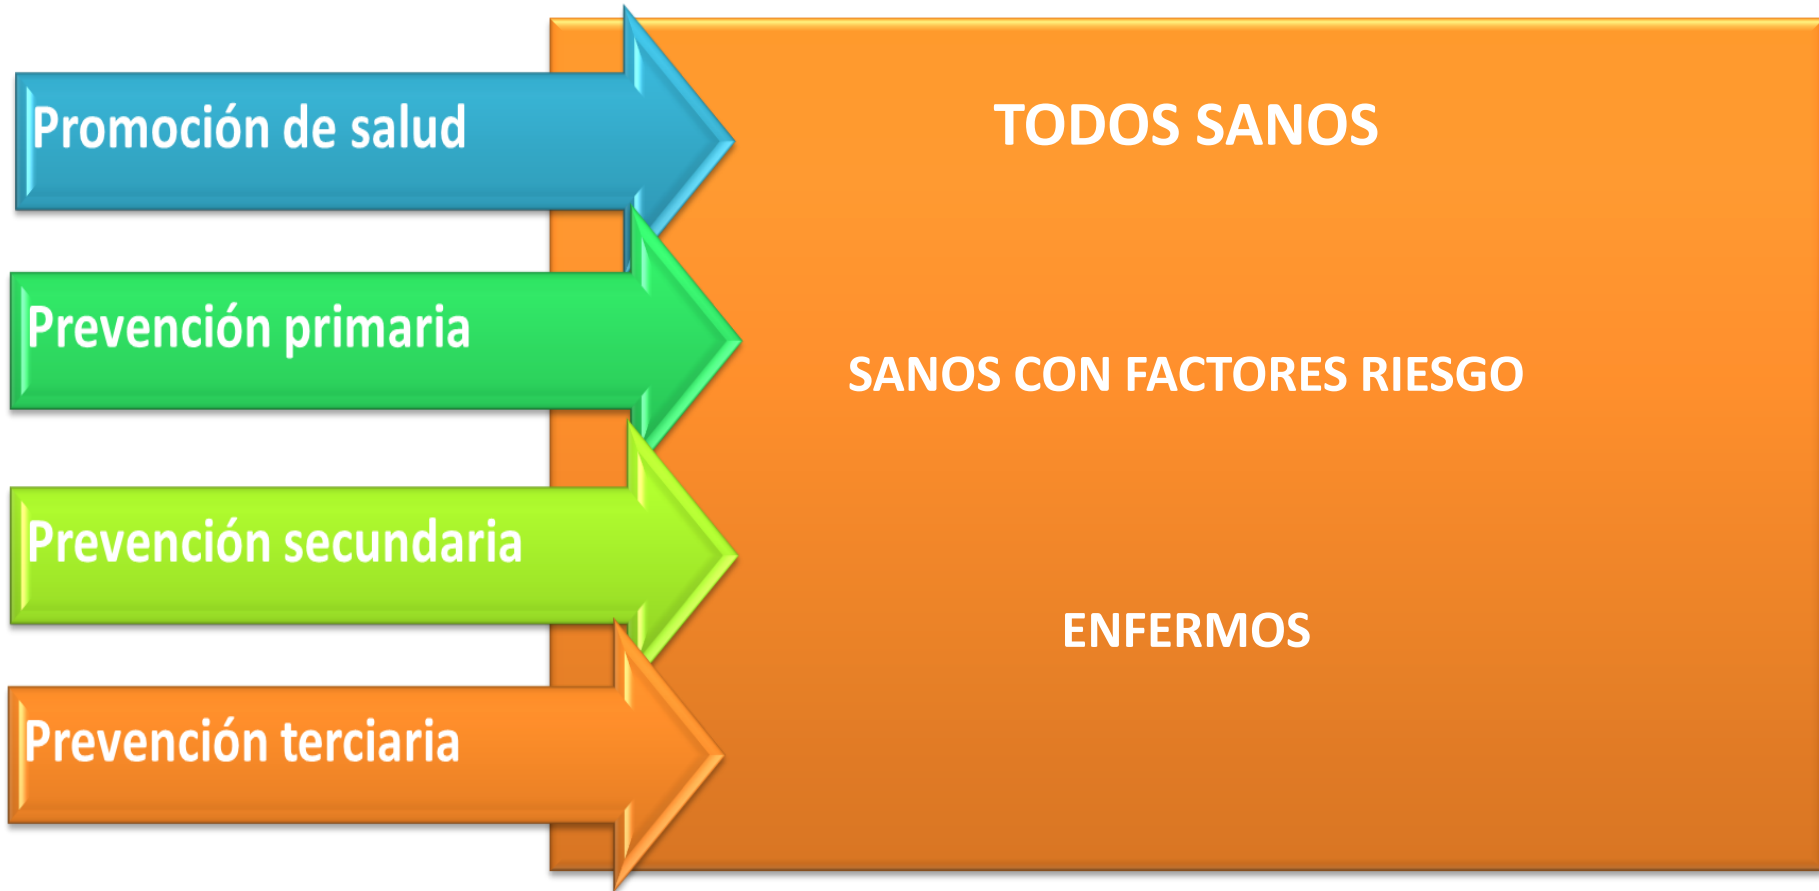 Promoción de salud
TODOS SANOS
Prevención primaria
SANOS CON FACTORES RIESGO
Prevención secundaria
ENFERMOS
Prevención terciaria